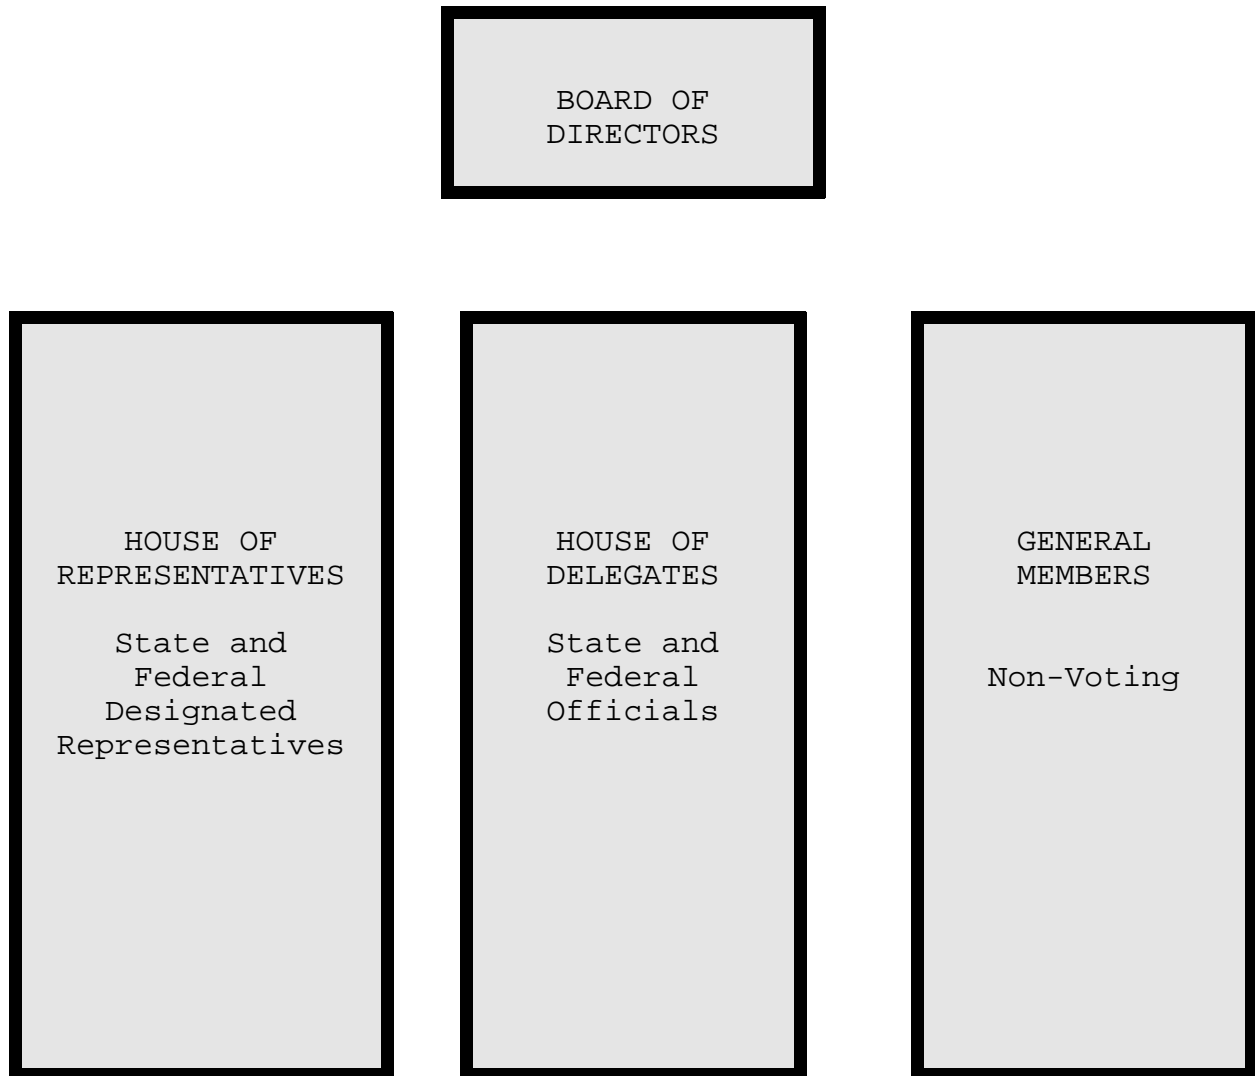 BOARD OF
DIRECTORS
HOUSE OF
REPRESENTATIVES
State and
Federal
Designated
Representatives
HOUSE OF
DELEGATES
State and
Federal
Officials
GENERAL
MEMBERS
Non-Voting